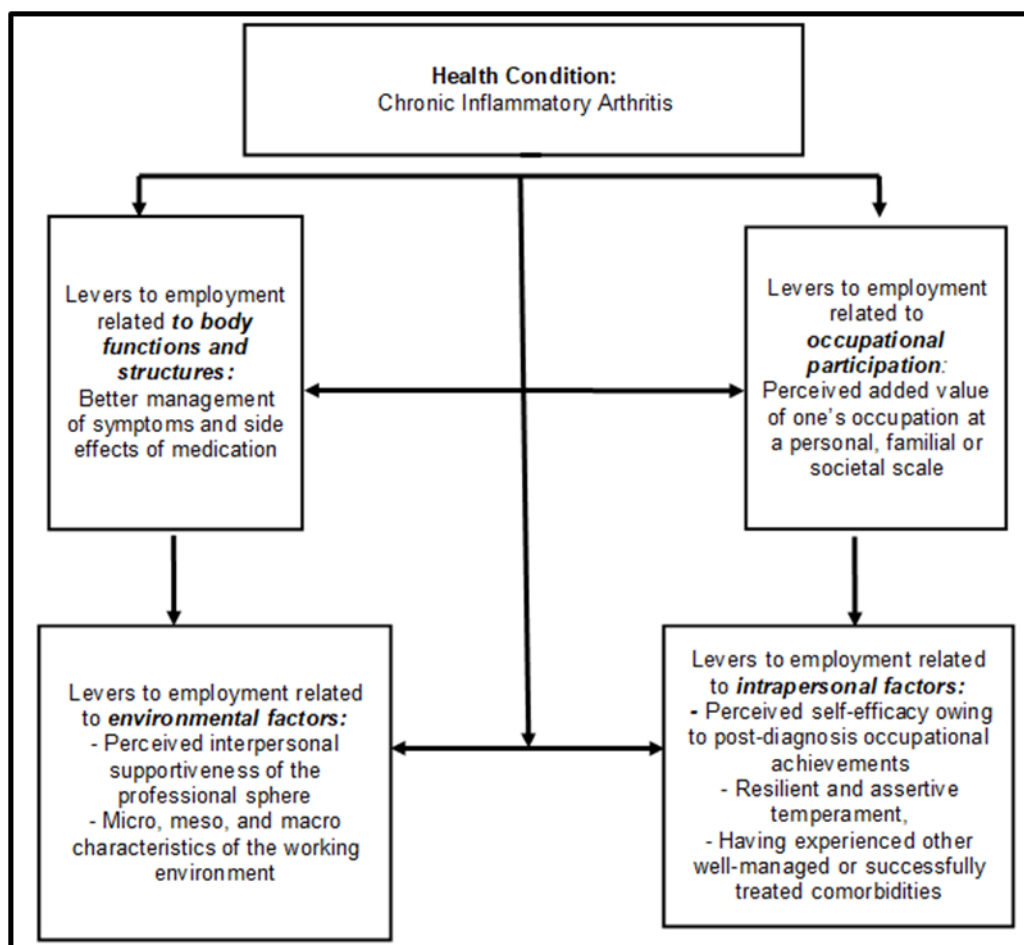 Health Condition:
Chronic Inflammatory Arthritis
Levers to employment
related to body
functions and
structures:
Better management
of symptoms and side
effects of medication
Levers to employment
related to
occupational
participation:
Perceived added value
of one's occupation at
a personal, familial or
societal scale
Levers to employment related
to environmental factors:
- Perceived interpersonal
supportiveness of the
professional sphere
- Micro, meso, and macro
characteristics of the working
environment
Levers to employment related
to intrapersonal factors:
- Perceived self-efficacy owing
to post-diagnosis occupational
achievements
- Resilient and assertive
temperament,
- Having experienced other
well-managed or successfully
treated comorbidities